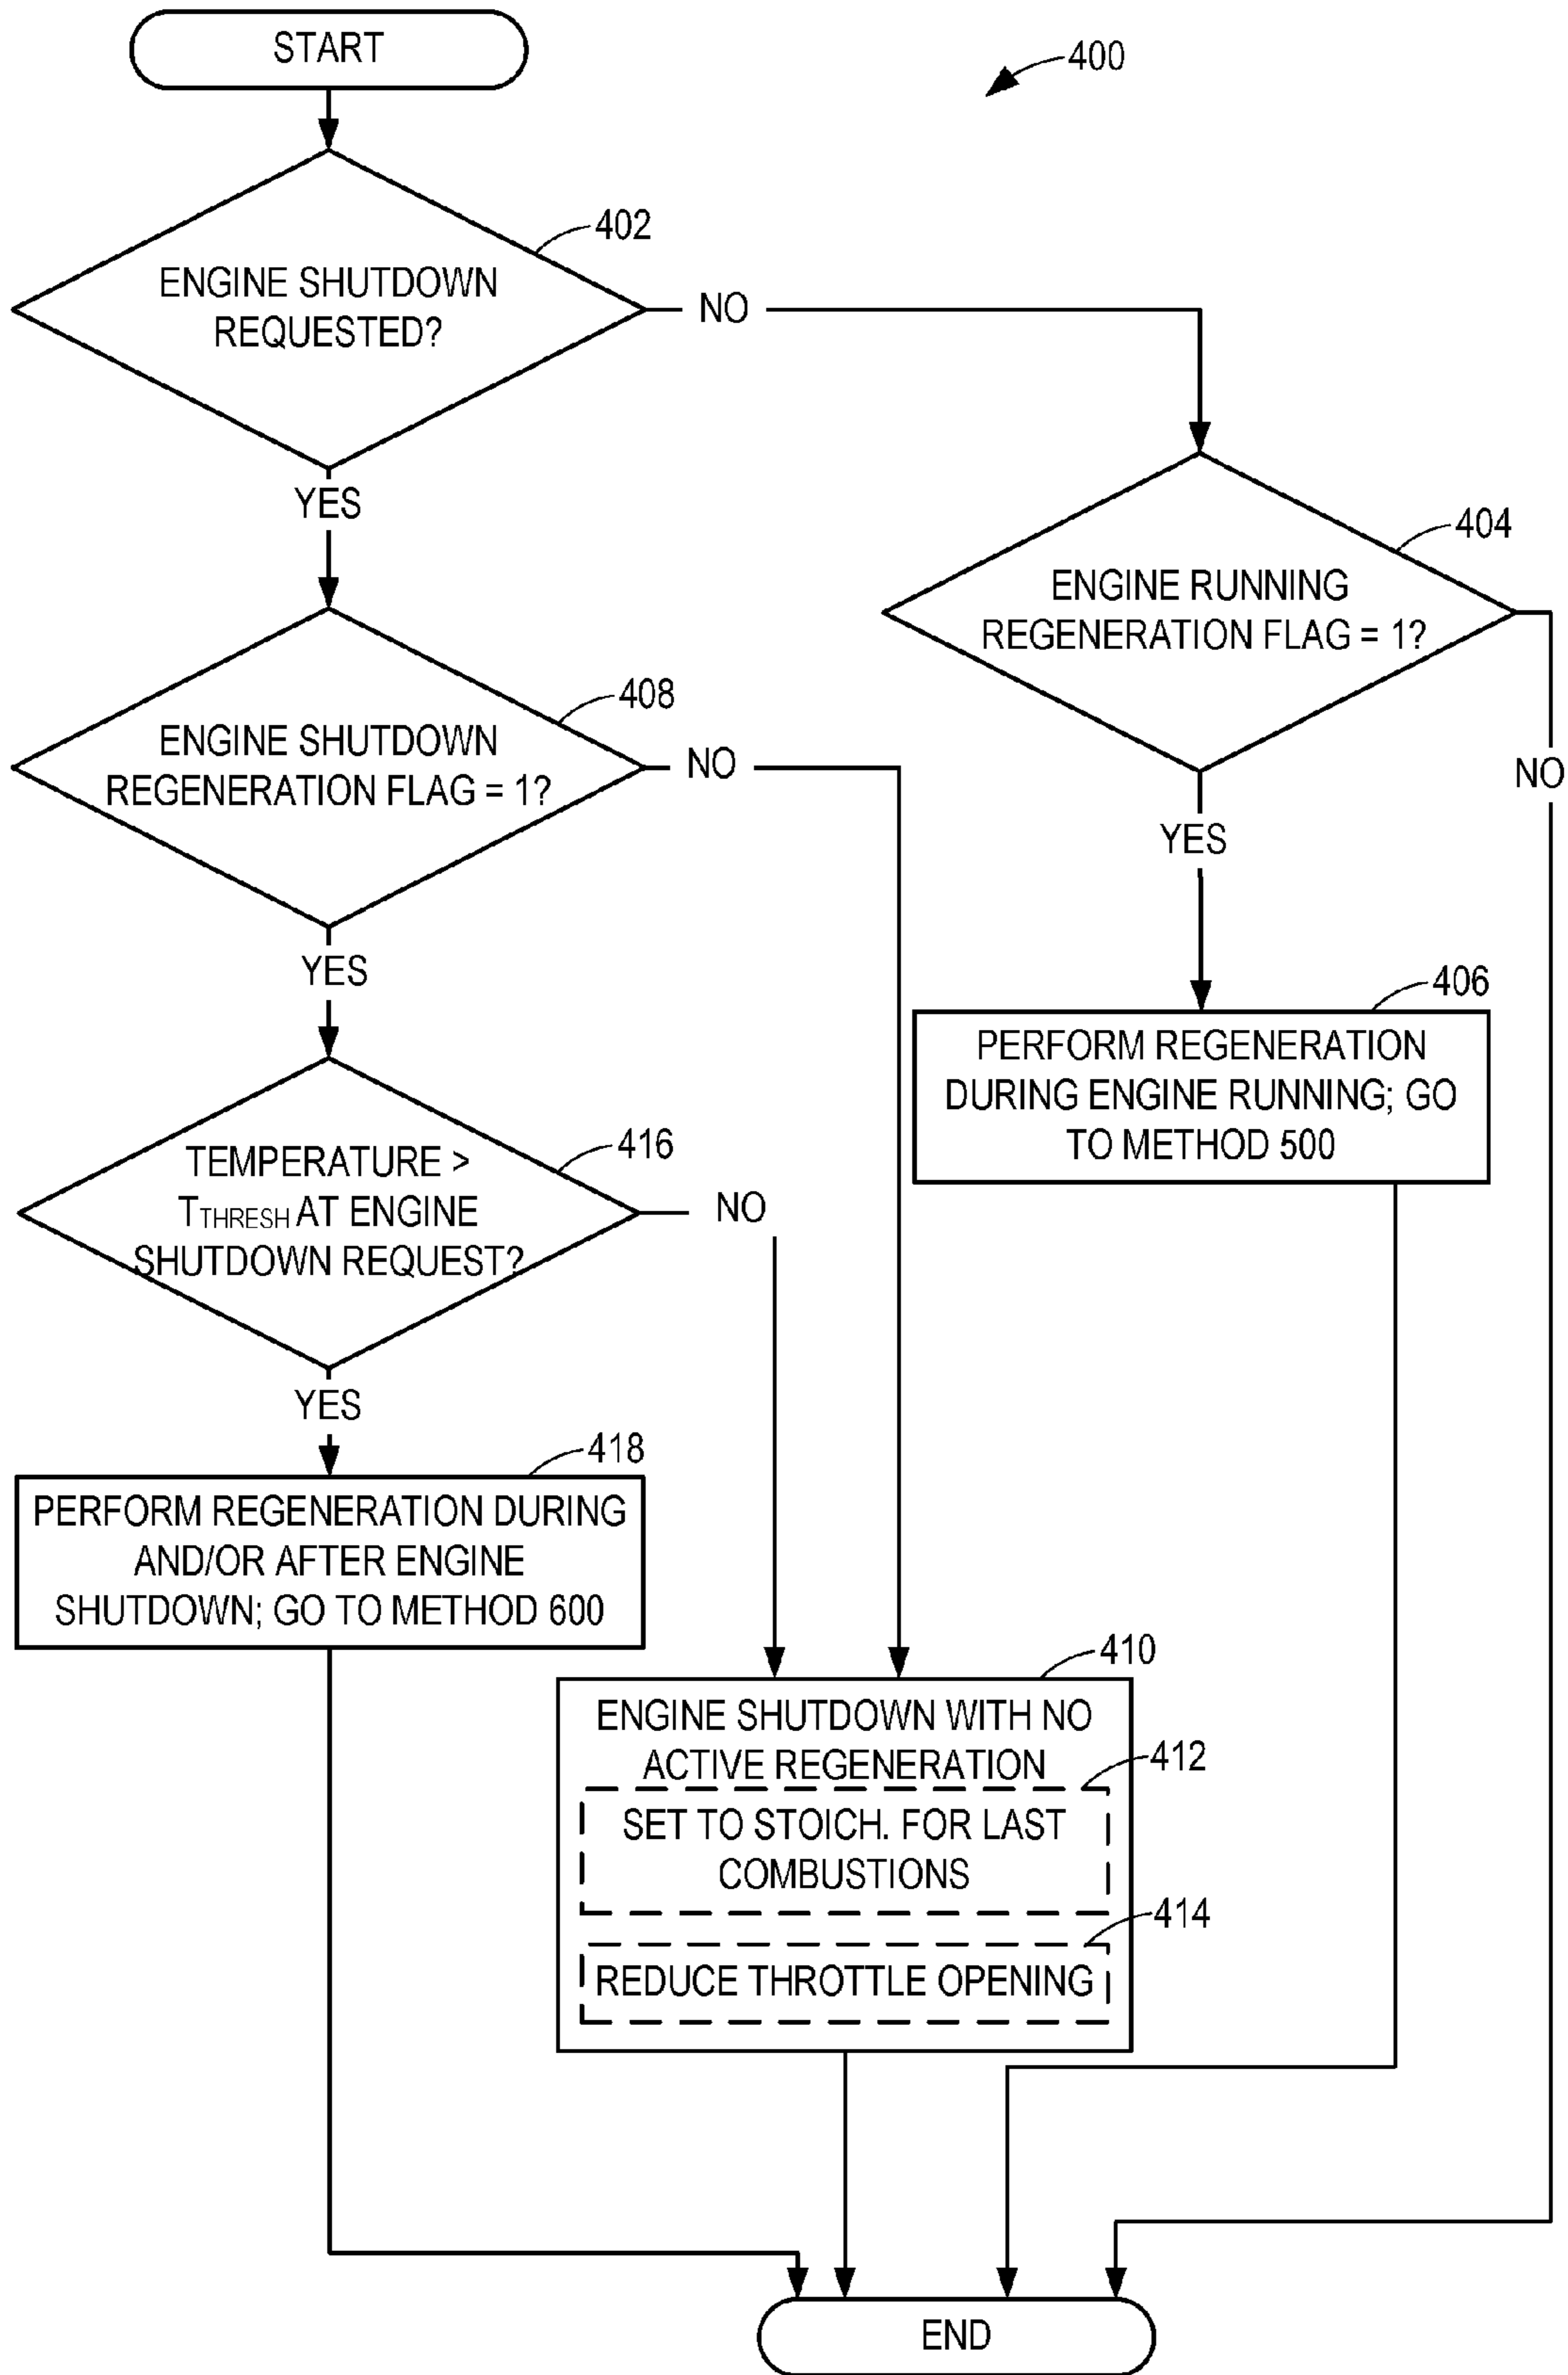 START
400
402
ENGINE SHUTDOWN
REQUESTED?
NO
YES
404
ENGINE RUNNING
REGENERATION FLAG = 1?
NO
YES
408
ENGINE SHUTDOWN
REGENERATION FLAG = 1?
NO
YES
406
PERFORM REGENERATION
DURING ENGINE RUNNING; GO
TO METHOD 500
416
TEMPERATURE >
TTHRESH AT ENGINE
SHUTDOWN REQUEST?
NO
YES
418
PERFORM REGENERATION DURING
AND/OR AFTER ENGINE
SHUTDOWN; GO TO METHOD 600
410
ENGINE SHUTDOWN WITH NO
ACTIVE REGENERATION
412
SET TO STOICH. FOR LAST
COMBUSTIONS
414
REDUCE THROTTLE OPENING
END